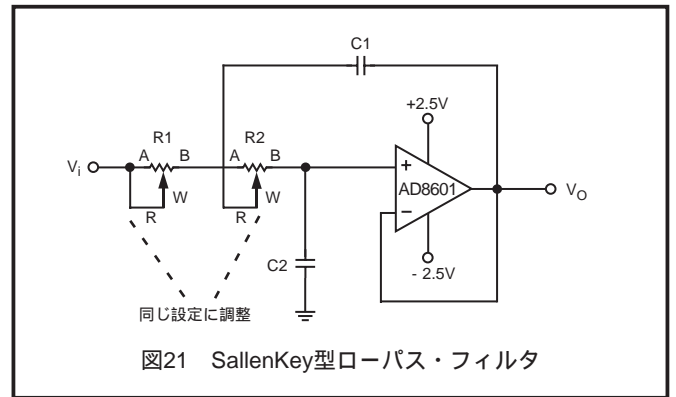 C1
+2.5V
R1
R2
A
B
A
B
Vi
+
AD8601
−
VO
W
W
R
R
C2
- 2.5V
同じ設定に調整
図21 SallenKey型ローパス・フィルタ